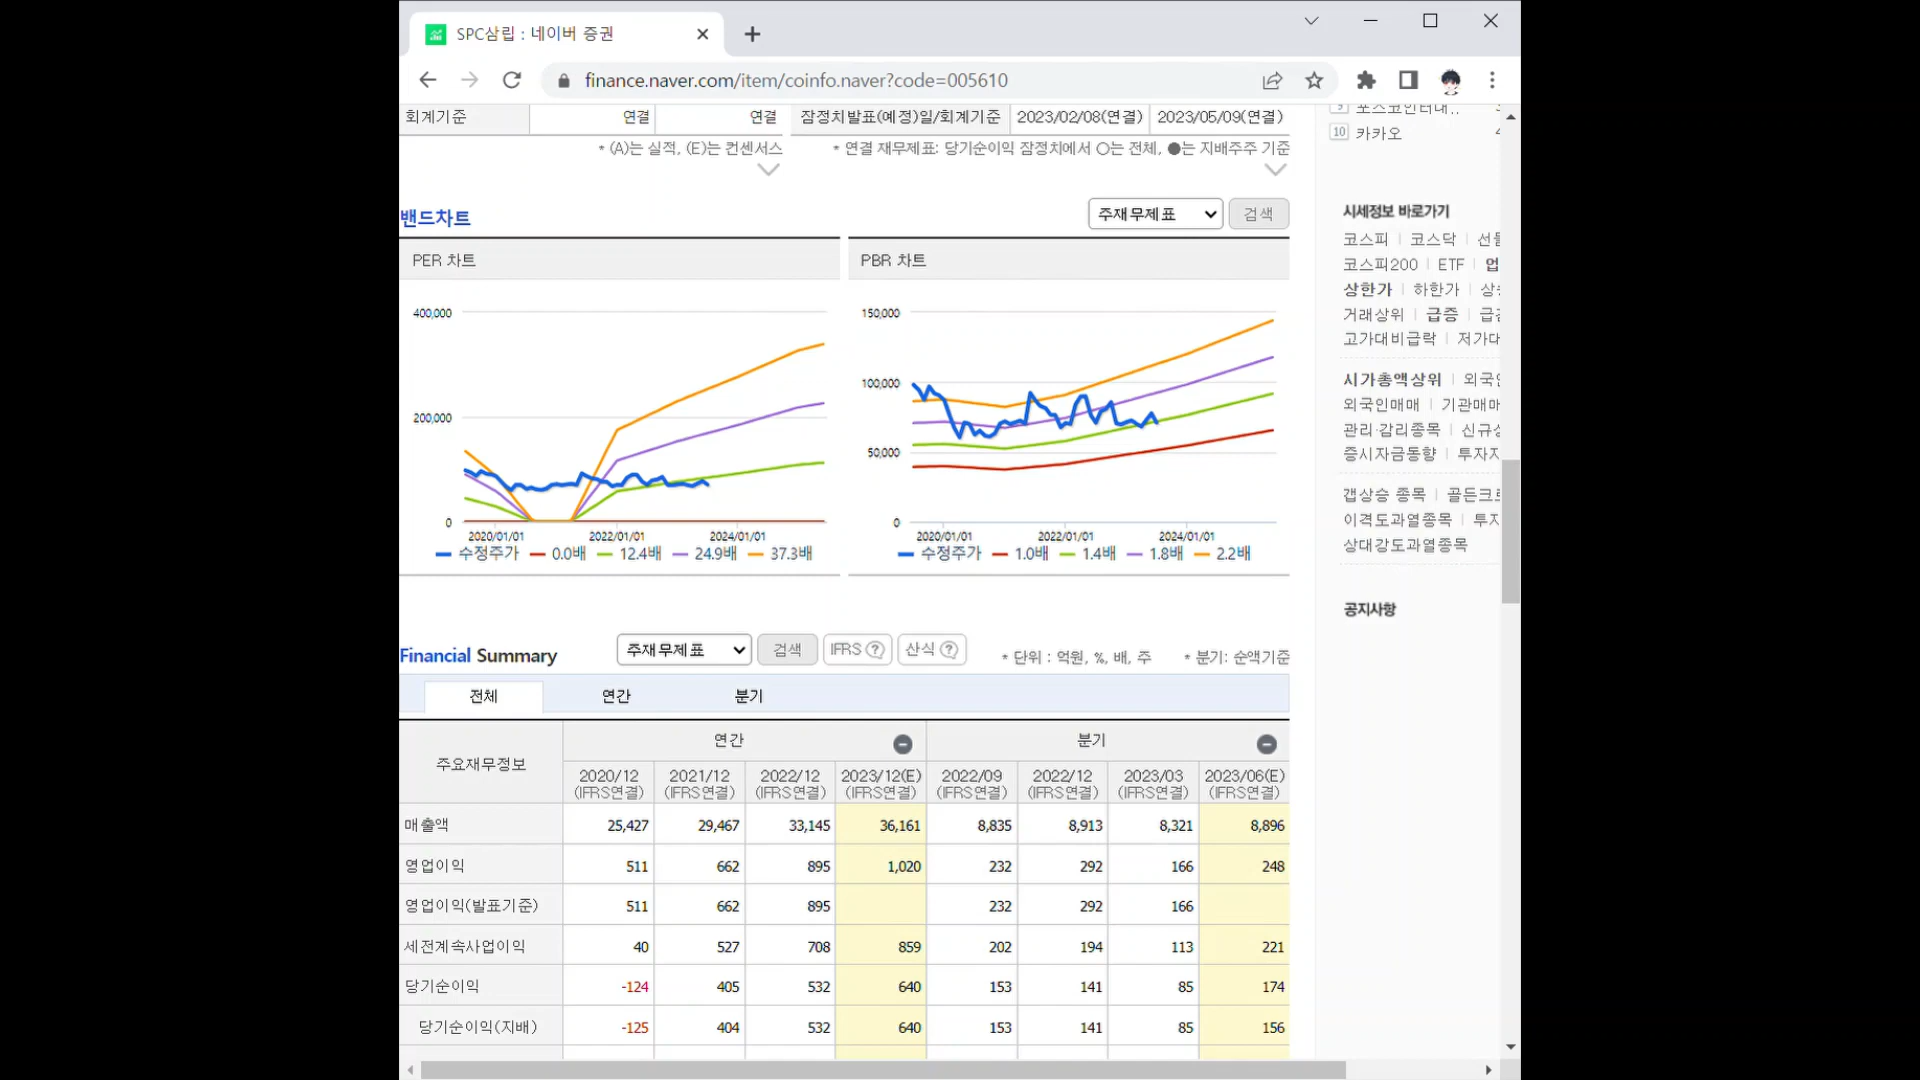 SPC삼립 : 네이버 증권
finance.naver.com/item/coinfo.naver?code=005610
회계기준 연결 연결 잠정치발표(예정)일/회계기준 2023/02/08(연결) 2023/05/09(연결)
* (A)는 실적, (E)는 컨센서스 * 연결 재무제표: 당기순이익 잠정치에서 ○는 전체, ●는 지배주주 기준
밴드차트 주재무제표 검색
PER 차트
400,000
200,000
0
2020/01/01 2022/01/01 2024/01/01
수정주가 0.0배 12.4배 24.9배 37.3배
PBR 차트
150,000
100,000
50,000
0
2020/01/01 2022/01/01 2024/01/01
수정주가 1.0배 1.4배 1.8배 2.2배
Financial Summary 주재무제표 검색 IFRS ? 산식 ? * 단위 : 억원, %, 배, 주 * 분기: 순액기준
전체 연간 분기
주요재무정보 연간 분기
2020/12 2021/12 2022/12 2023/12(E) 2022/09 2022/12 2023/03 2023/06(E)
(IFRS연결) (IFRS연결) (IFRS연결) (IFRS연결) (IFRS연결) (IFRS연결) (IFRS연결) (IFRS연결)
매출액 25,427 29,467 33,145 36,161 8,835 8,913 8,321 8,896
영업이익 511 662 895 1,020 232 292 166 248
영업이익(발표기준) 511 662 895 232 292 166
세전계속사업이익 40 527 708 859 202 194 113 221
당기순이익 -124 405 532 640 153 141 85 174
당기순이익(지배) -125 404 532 640 153 141 85 156
9 포스코인터내..
10 카카오
시세정보 바로가기
코스피 코스닥
코스피200 ETF
상한가 하한가
거래상위 급증
고가대비급락
시가총액상위
외국인매매
관리·감리종목
증시자금동향
갭상승 종목
이격도과열종목
상대강도과열종목
공지사항